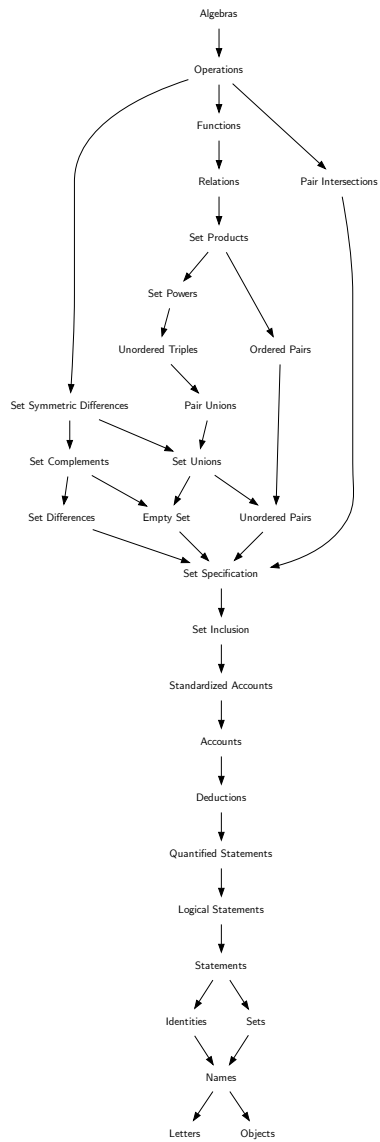 Algebras
Operations
Functions
Relations
Pair Intersections
Set Products
Set Powers
Unordered Triples
Ordered Pairs
Set Symmetric Differences
Pair Unions
Set Complements
Set Unions
Set Differences
Empty Set
Unordered Pairs
Set Specification
Set Inclusion
Standardized Accounts
Accounts
Deductions
Quantified Statements
Logical Statements
Statements
Identities
Sets
Names
Letters
Objects